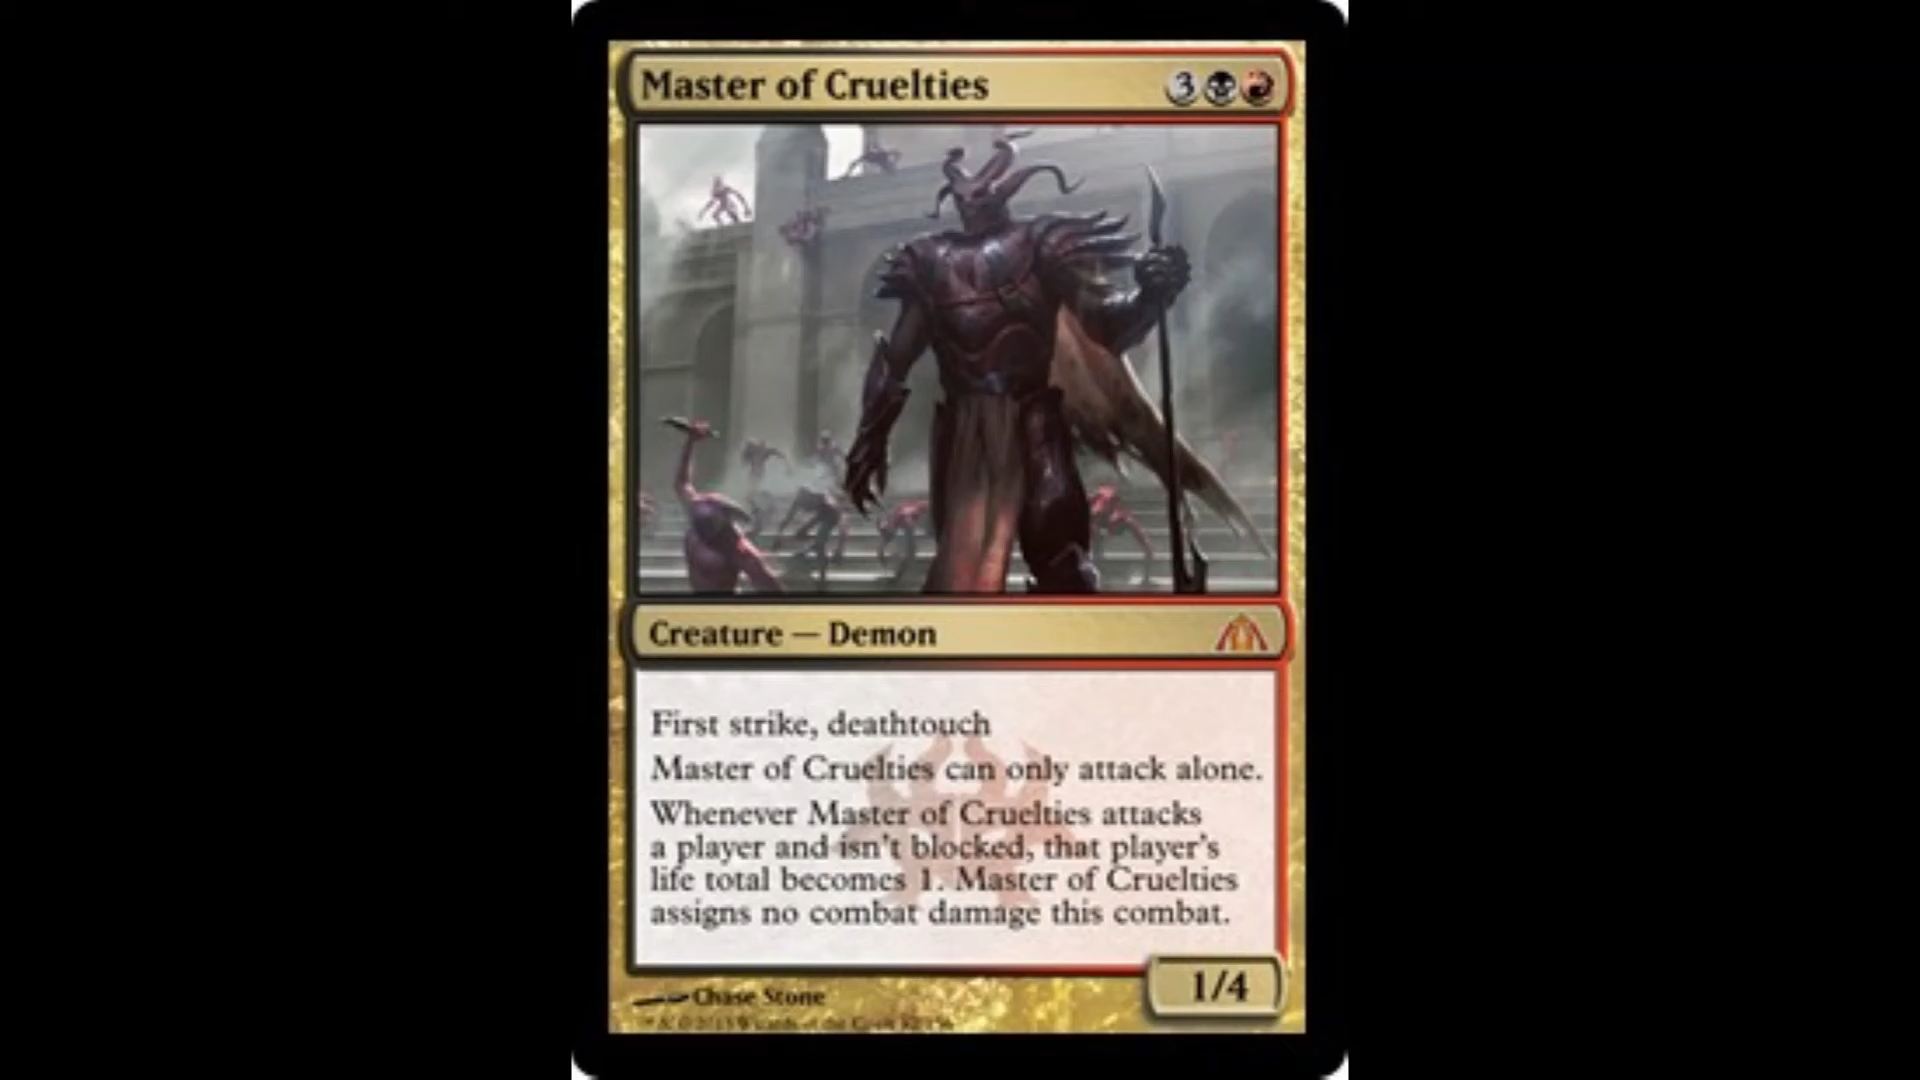 Master of Cruelties 3
Creature — Demon
First strike, deathtouch
Master of Cruelties can only attack alone.
Whenever Master of Cruelties attacks
a player and isn't blocked, that player's
life total becomes 1. Master of Cruelties
assigns no combat damage this combat.
1/4
Chase Stone